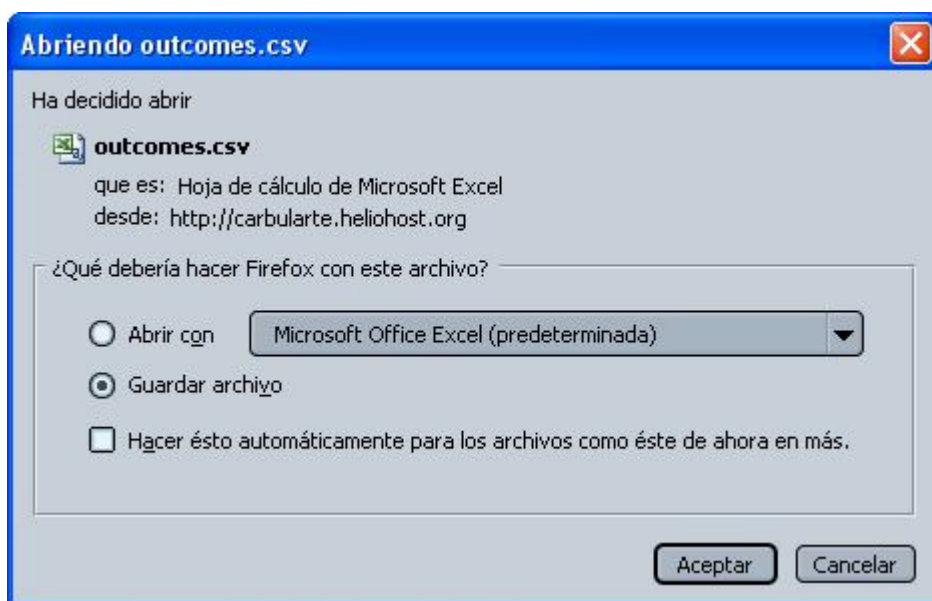 Abriendo outcomes.csv
Ha decidido abrir
outcomes.csv
que es: Hoja de cálculo de Microsoft Excel
desde: http://carbularte.heliohost.org
¿Qué debería hacer Firefox con este archivo?
Abrir con Microsoft Office Excel (predeterminada)
Guardar archivo
Hacer ésto automáticamente para los archivos como éste de ahora en más.
Aceptar Cancelar